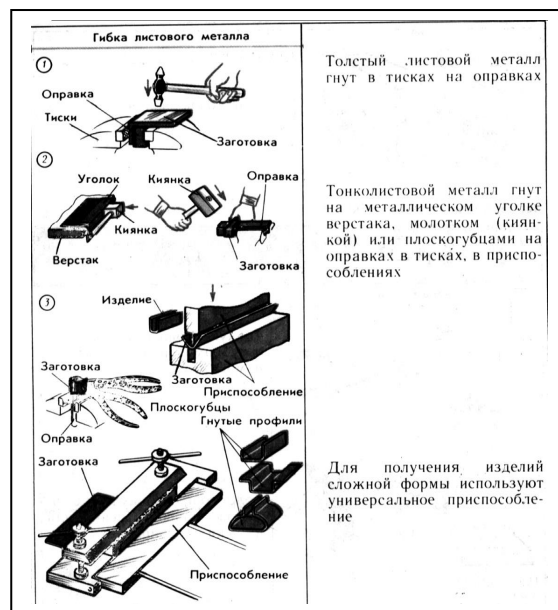 Гибка листового металла
1
Оправка
Тиски
Заготовка
Толстый листовой металл
гнут в тисках на оправках
2
Уголок
Киянка
Оправка
Киянка
Верстак
Заготовка
Тонколистовой металл гнут
на металлическом уголке
верстака, молотком (киян-
кой) или плоскогубцами на
оправках в тиска́х, в приспо-
соблениях
3
Изделие
Заготовка
Заготовка
Приспособление
Плоскогубцы
Оправка
Гнутые профили
Заготовка
Приспособление
Для получения изделий
сложной формы используют
универсальное приспособле-
ние